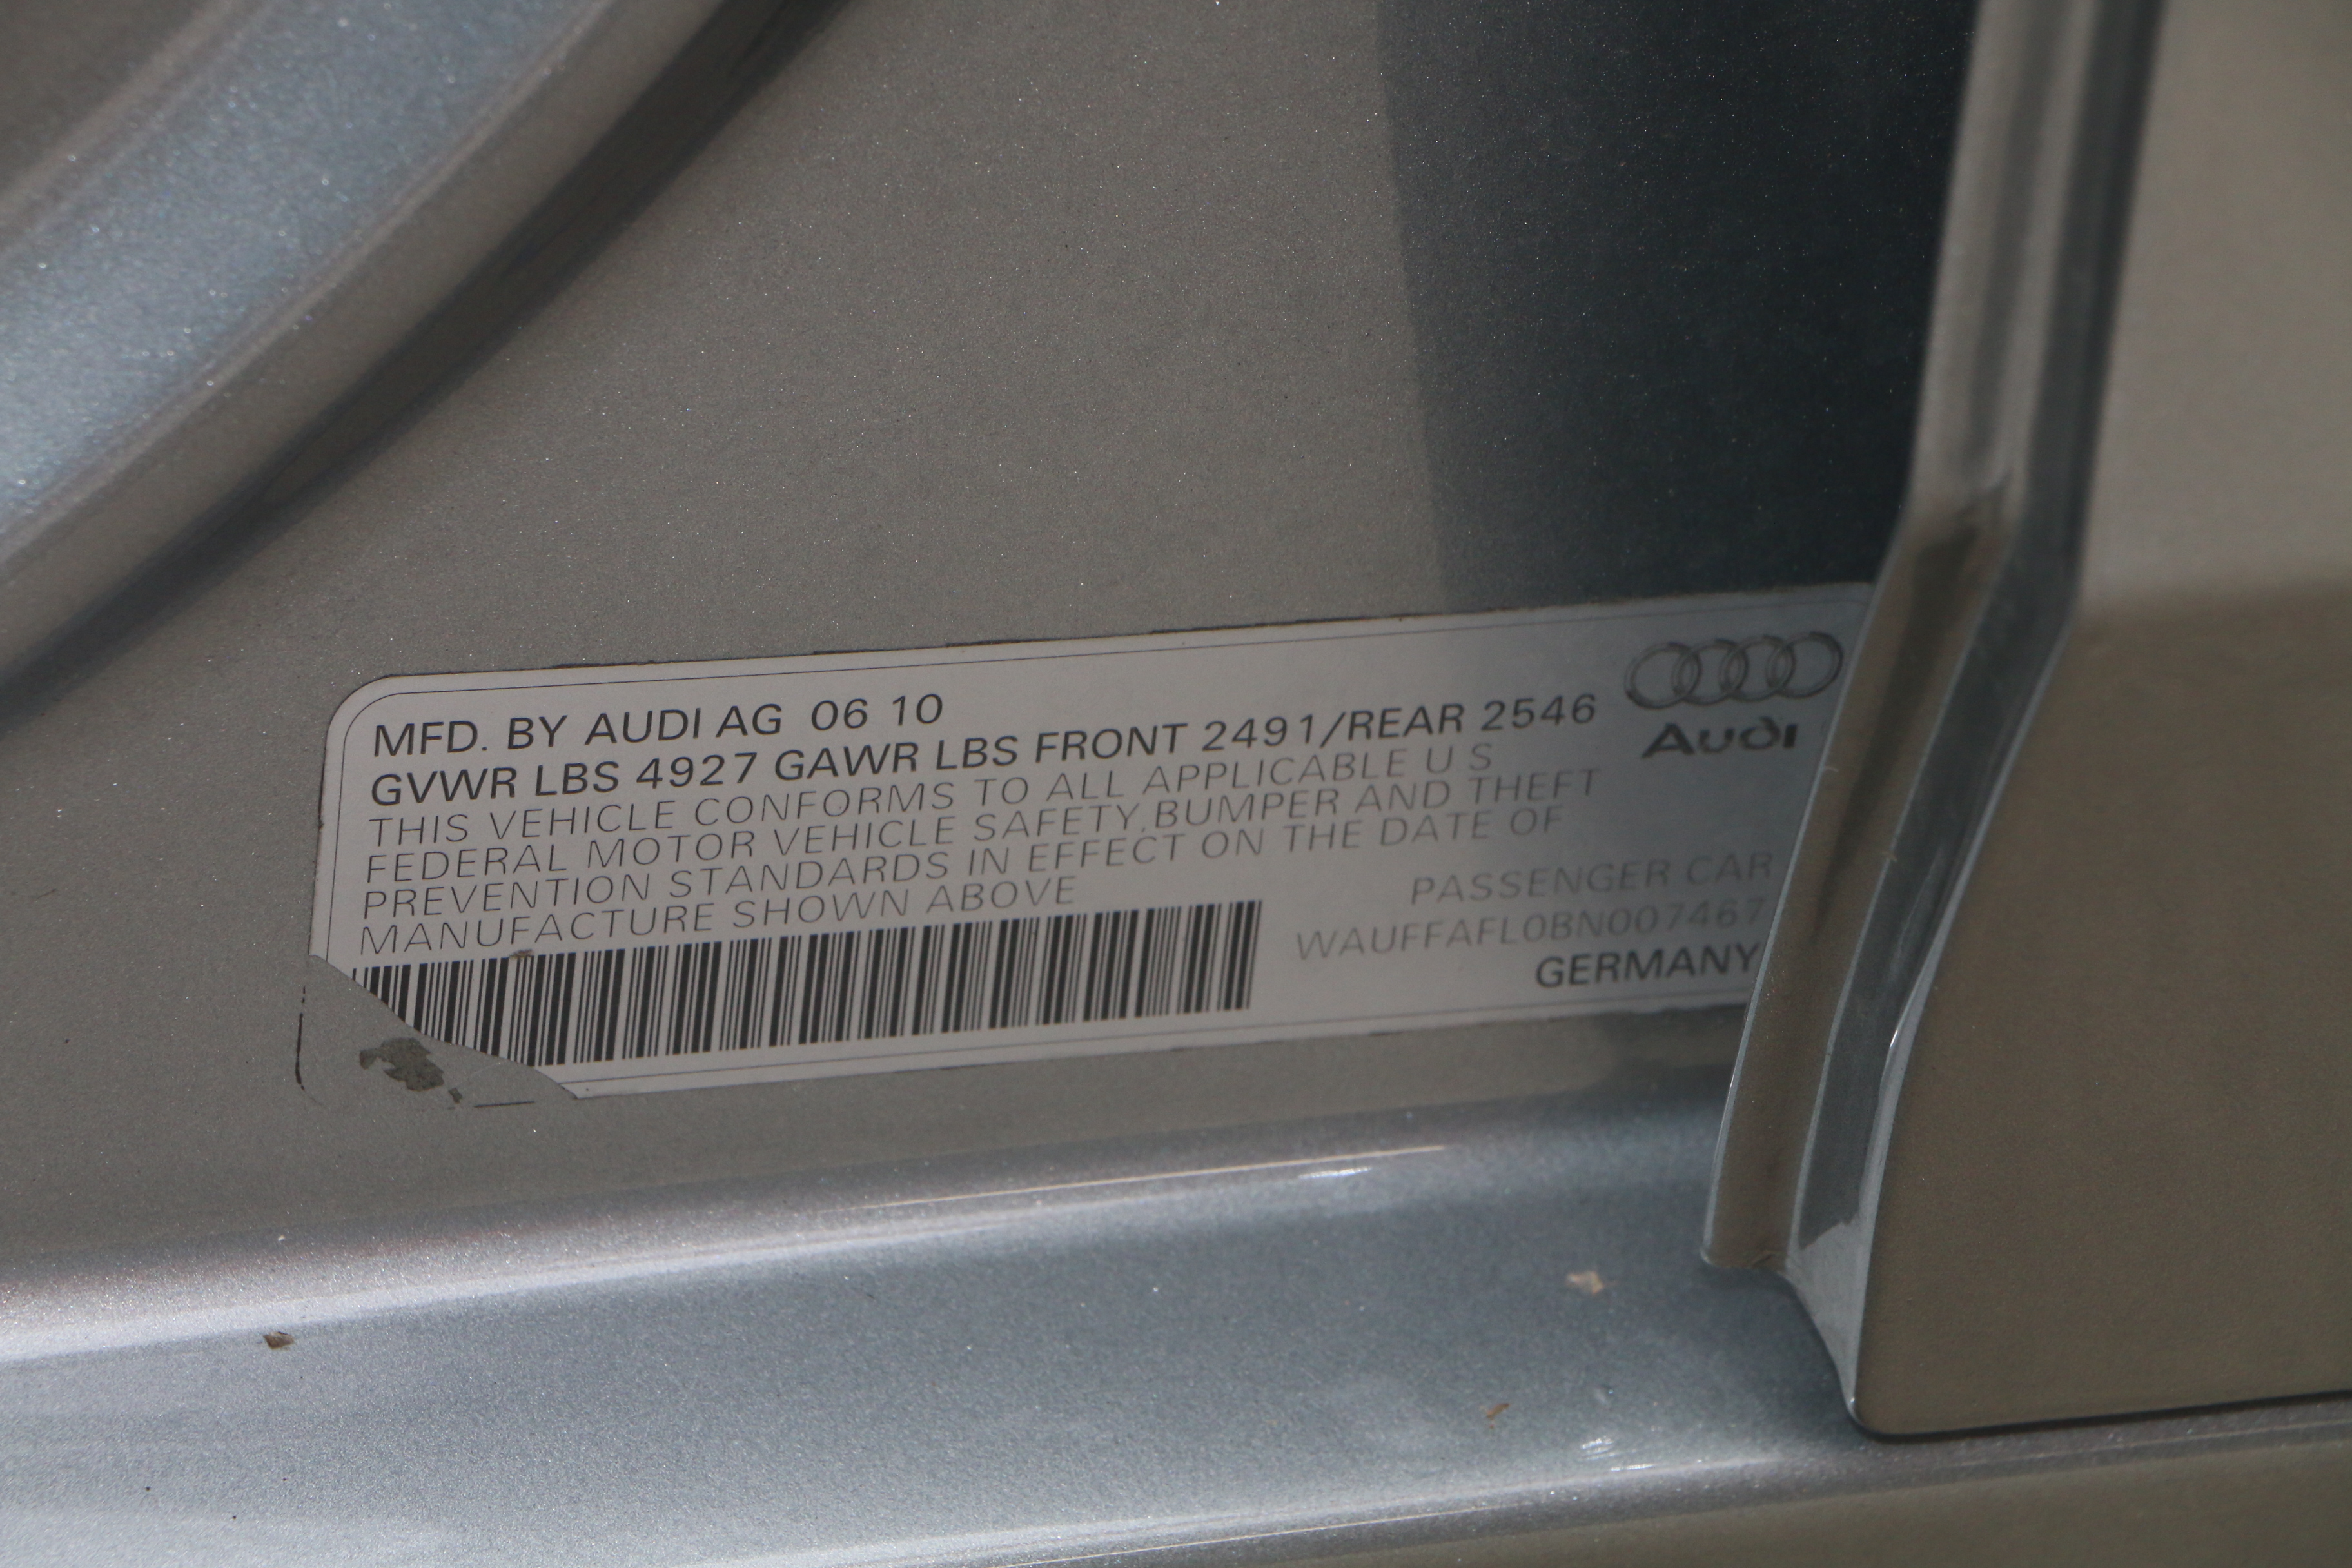 MFD. BY AUDI AG 06 10
GVWR LBS 4927 GAWR LBS FRONT 2491/REAR 2546
THIS VEHICLE CONFORMS TO ALL APPLICABLE U S
FEDERAL MOTOR VEHICLE SAFETY, BUMPER AND THEFT
PREVENTION STANDARDS IN EFFECT ON THE DATE OF
MANUFACTURE SHOWN ABOVE
Audi
PASSENGER CAR
WAUFFAFL0BN007467
GERMANY